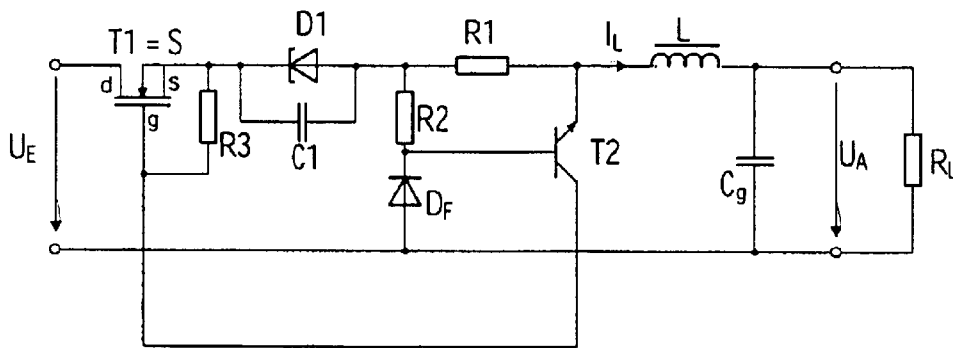 T1 = S
D1
R1
I_L
L
d
s
g
R3
C1
R2
T2
U_E
D_F
C_g
U_A
R_L